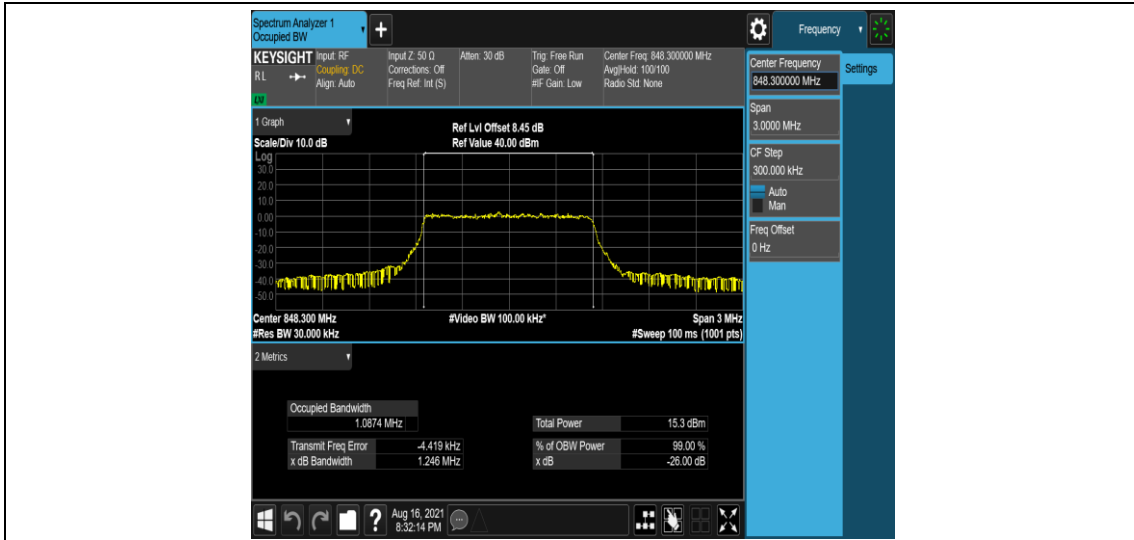 Spectrum Analyzer 1
Occupied BW
Frequency
KEYSIGHT
RL
LXI
Input: RF
Coupling: DC
Align: Auto
Input Z: 50 Ω
Corrections: Off
Freq Ref: Int (S)
Atten: 30 dB
Trig: Free Run
Gate: Off
#IF Gain: Low
Center Freq: 848.300000 MHz
Avg|Hold: 100/100
Radio Std: None
Center Frequency
848.300000 MHz
Settings
Span
3.0000 MHz
CF Step
300.000 kHz
Auto
Man
Freq Offset
0 Hz
1 Graph
Scale/Div 10.0 dB
Ref Lvl Offset 8.45 dB
Ref Value 40.00 dBm
Log
30.0
20.0
10.0
0.00
-10.0
-20.0
-30.0
-40.0
-50.0
Center 848.300 MHz
#Video BW 100.00 kHz*
Span 3 MHz
#Res BW 30.000 kHz
#Sweep 100 ms (1001 pts)
2 Metrics
Occupied Bandwidth
1.0874 MHz
Total Power 15.3 dBm
Transmit Freq Error -4.419 kHz
% of OBW Power 99.00 %
x dB Bandwidth 1.246 MHz
x dB -26.00 dB
Aug 16, 2021
8:32:14 PM